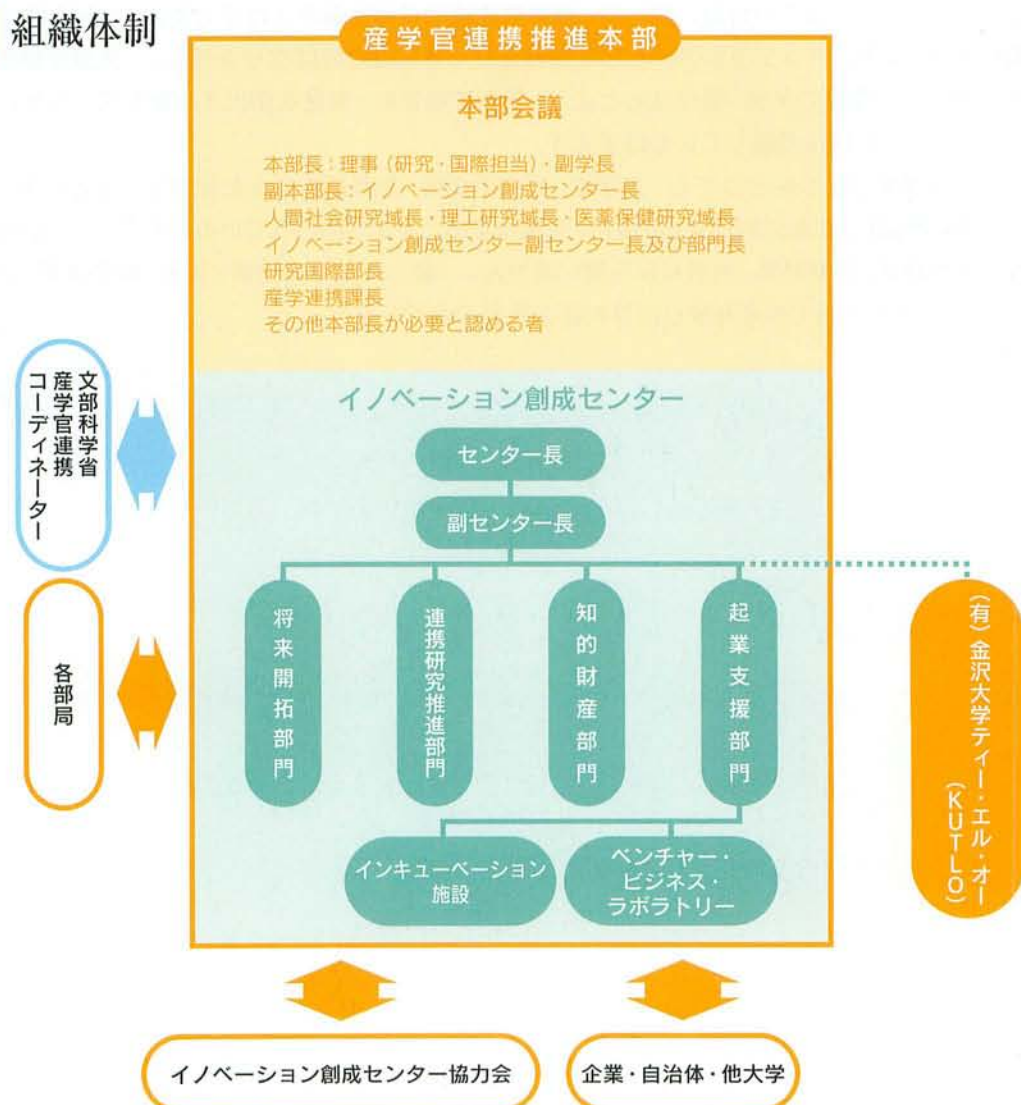 組織体制
産学官連携推進本部
本部会議
本部長：理事（研究・国際担当）・副学長
副本部長：イノベーション創成センター長
人間社会研究域長・理工研究域長・医薬保健研究域長
イノベーション創成センター副センター長及び部門長
研究国際部長
産学連携課長
その他本部長が必要と認める者
文部科学省
産学官連携
コーディネーター
各部局
イノベーション創成センター
センター長
副センター長
将来開拓部門
連携研究推進部門
知的財産部門
起業支援部門
インキューベーション
施設
ベンチャー・
ビジネス・
ラボラトリー
（有）金沢大学ティー・エル・オー
（KUTLO）
イノベーション創成センター協力会
企業・自治体・他大学